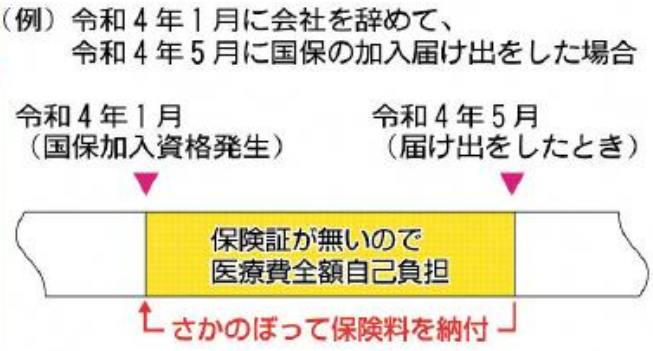 （例）令和４年１月に会社を辞めて、
令和４年５月に国保の加入届け出をした場合
令和４年１月
（国保加入資格発生）
令和４年５月
（届け出をしたとき）
保険証が無いので
医療費全額自己負担
さかのぼって保険料を納付